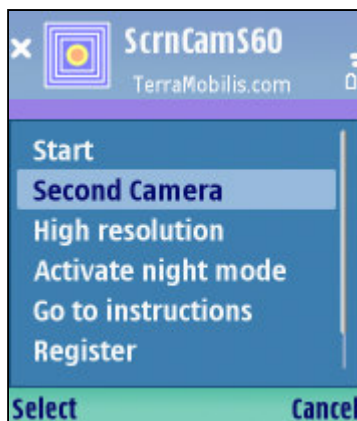 ScrnCamS60
TerraMobilis.com
Start
Second Camera
High resolution
Activate night mode
Go to instructions
Register
Select Cancel